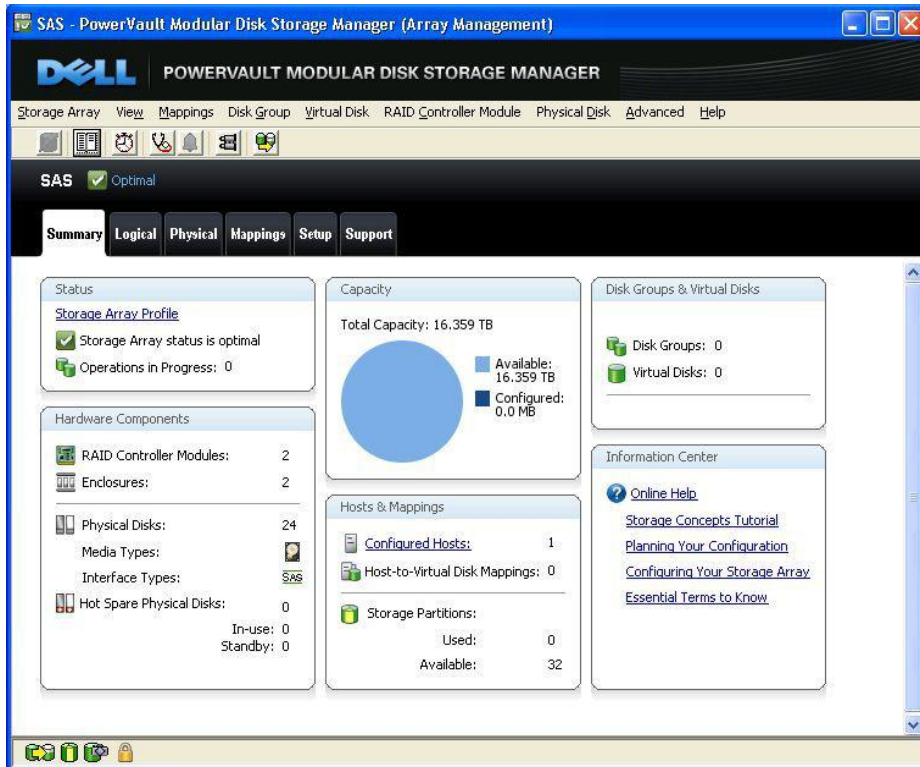 SAS - PowerVault Modular Disk Storage Manager (Array Management)
DELL POWERVAULT MODULAR DISK STORAGE MANAGER
Storage Array View Mappings Disk Group Virtual Disk RAID Controller Module Physical Disk Advanced Help
SAS Optimal
Summary Logical Physical Mappings Setup Support
Status
Storage Array Profile
Storage Array status is optimal
Operations in Progress: 0
Hardware Components
RAID Controller Modules: 2
Enclosures: 2
Physical Disks: 24
Media Types:
Interface Types: SAS
Hot Spare Physical Disks: 0
In-use: 0
Standby: 0
Capacity
Total Capacity: 16.359 TB
Available:
16.359 TB
Configured:
0.0 MB
Hosts & Mappings
Configured Hosts: 1
Host-to-Virtual Disk Mappings: 0
Storage Partitions:
Used: 0
Available: 32
Disk Groups & Virtual Disks
Disk Groups: 0
Virtual Disks: 0
Information Center
Online Help
Storage Concepts Tutorial
Planning Your Configuration
Configuring Your Storage Array
Essential Terms to Know